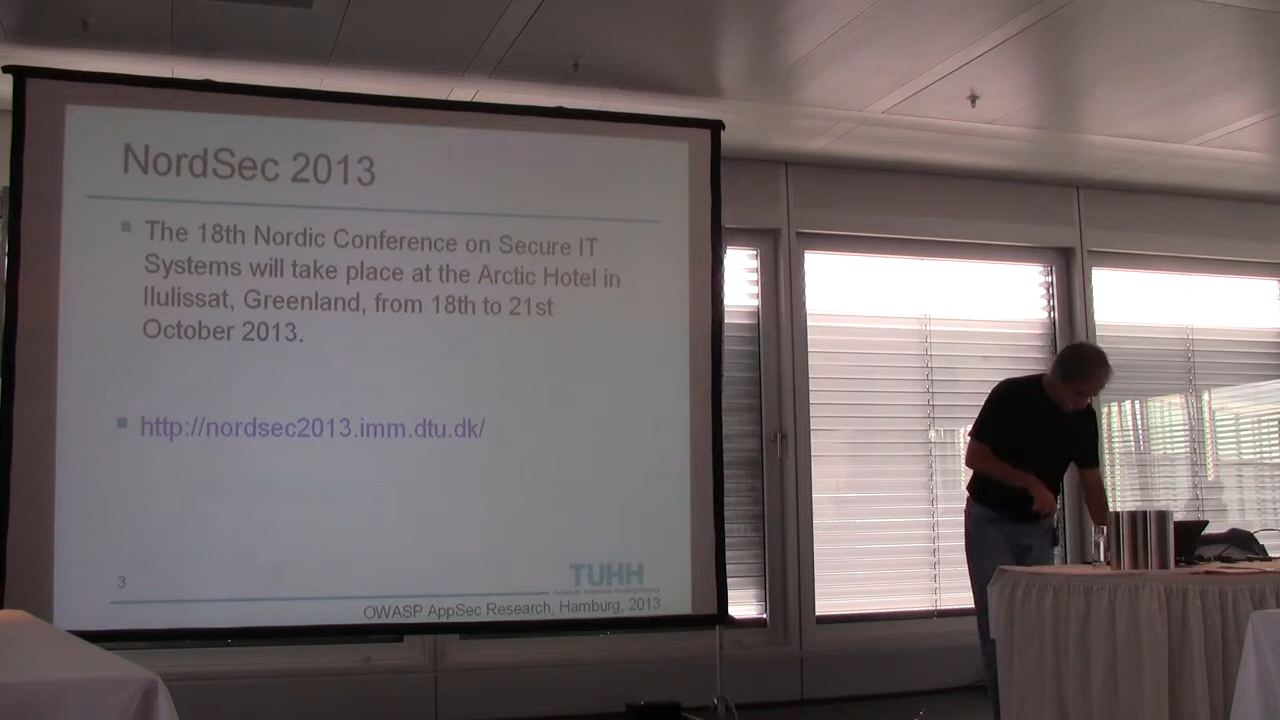 NordSec 2013
The 18th Nordic Conference on Secure IT
Systems will take place at the Arctic Hotel in
Ilulissat, Greenland, from 18th to 21st
October 2013.
http://nordsec2013.imm.dtu.dk/
3
TUHH
OWASP AppSec Research, Hamburg, 2013